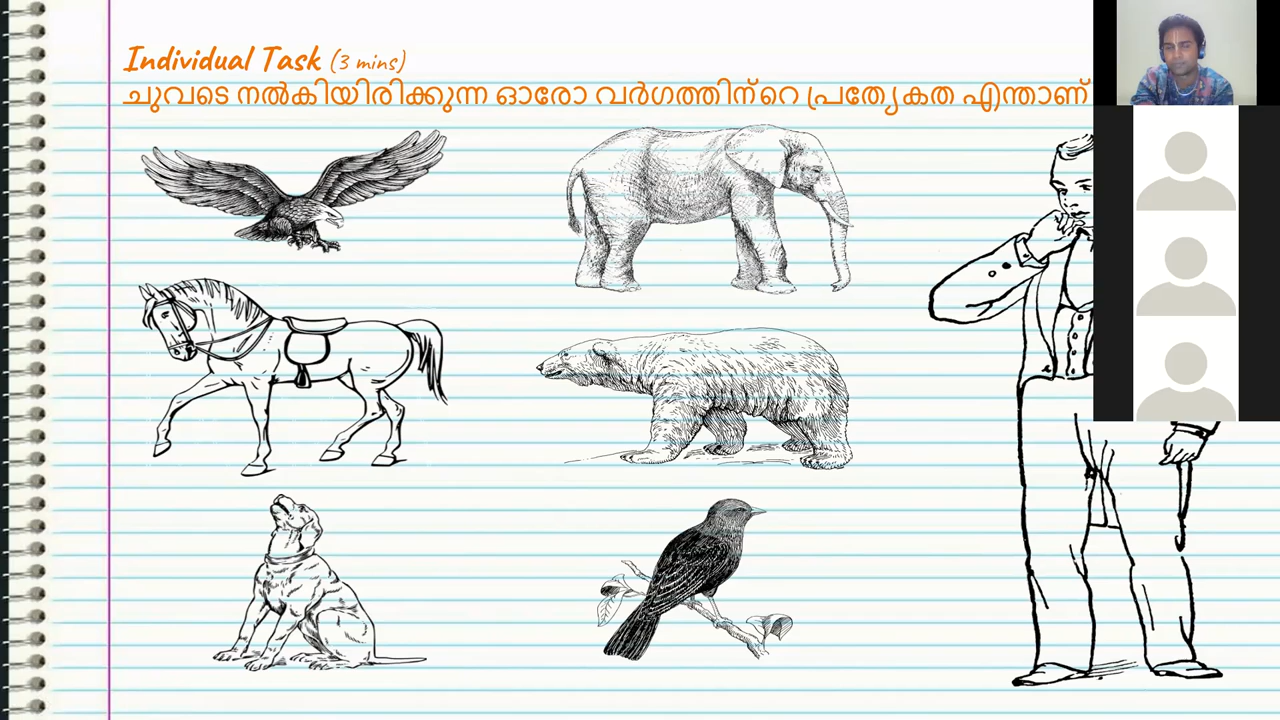 Individual Task (3 mins)
ചുവടെ നൽകിയിരിക്കുന്ന ഓരോ വർഗത്തിന്റെ പ്രത്യേകത എന്താണ്